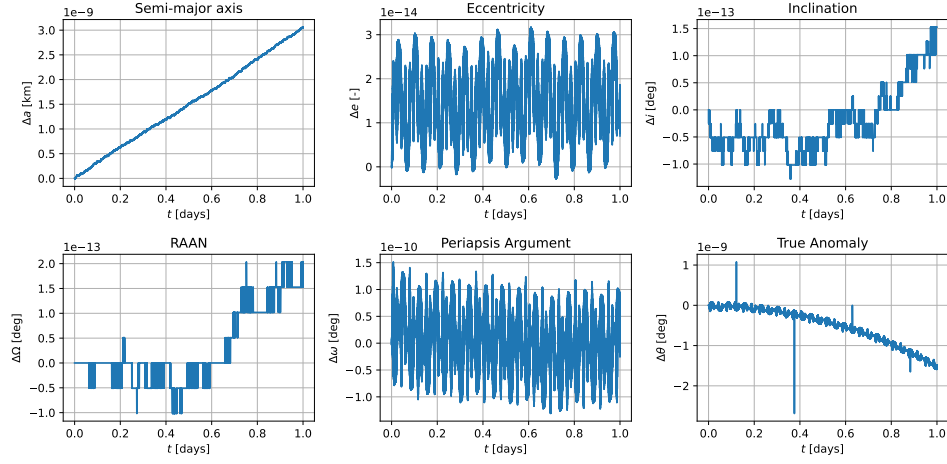 Semi-major axis
1e−9
Δa [km]
3.0
2.5
2.0
1.5
1.0
0.5
0.0
0.0 0.2 0.4 0.6 0.8 1.0
t [days]
Eccentricity
1e−14
Δe [-]
3
2
1
0
0.0 0.2 0.4 0.6 0.8 1.0
t [days]
Inclination
1e−13
Δi [deg]
1.5
1.0
0.5
0.0
−0.5
−1.0
0.0 0.2 0.4 0.6 0.8 1.0
t [days]
RAAN
1e−13
ΔΩ [deg]
2.0
1.5
1.0
0.5
0.0
−0.5
−1.0
0.0 0.2 0.4 0.6 0.8 1.0
t [days]
Periapsis Argument
1e−10
Δω [deg]
1.5
1.0
0.5
0.0
−0.5
−1.0
0.0 0.2 0.4 0.6 0.8 1.0
t [days]
True Anomaly
1e−9
Δθ [deg]
1
0
−1
−2
0.0 0.2 0.4 0.6 0.8 1.0
t [days]